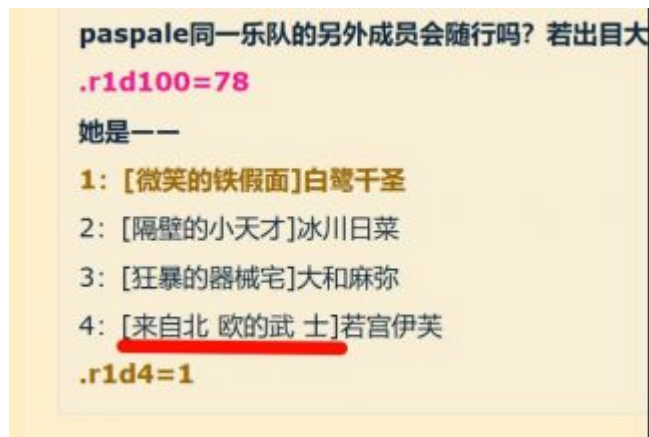 paspale同一乐队的另外成员会随行吗？若出目大
.r1d100=78
她是——
1：[微笑的铁假面]白鹭千圣
2：[隔壁的小天才]冰川日菜
3：[狂暴的器械宅]大和麻弥
4：[来自北 欧的武 士]若宫伊芙
.r1d4=1